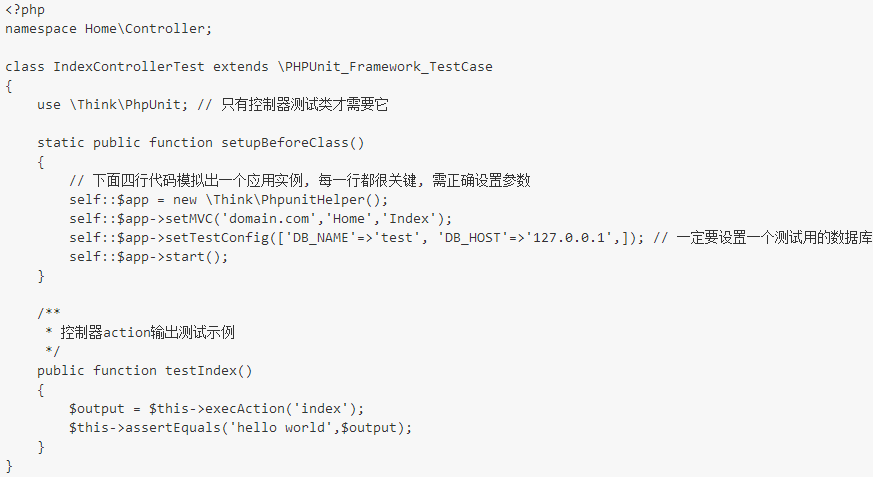 <?php
namespace Home\Controller;

class IndexControllerTest extends \PHPUnit_Framework_TestCase
{
    use \Think\PhpUnit; // 只有控制器测试类才需要它

    static public function setupBeforeClass()
    {
        // 下面四行代码模拟出一个应用实例, 每一行都很关键, 需正确设置参数
        self::$app = new \Think\PhpunitHelper();
        self::$app->setMVC('domain.com','Home','Index');
        self::$app->setTestConfig(['DB_NAME'=>'test', 'DB_HOST'=>'127.0.0.1',]); // 一定要设置一个测试用的数据库
        self::$app->start();
    }

    /**
     * 控制器action输出测试示例
     */
    public function testIndex()
    {
        $output = $this->execAction('index');
        $this->assertEquals('hello world',$output);
    }
}